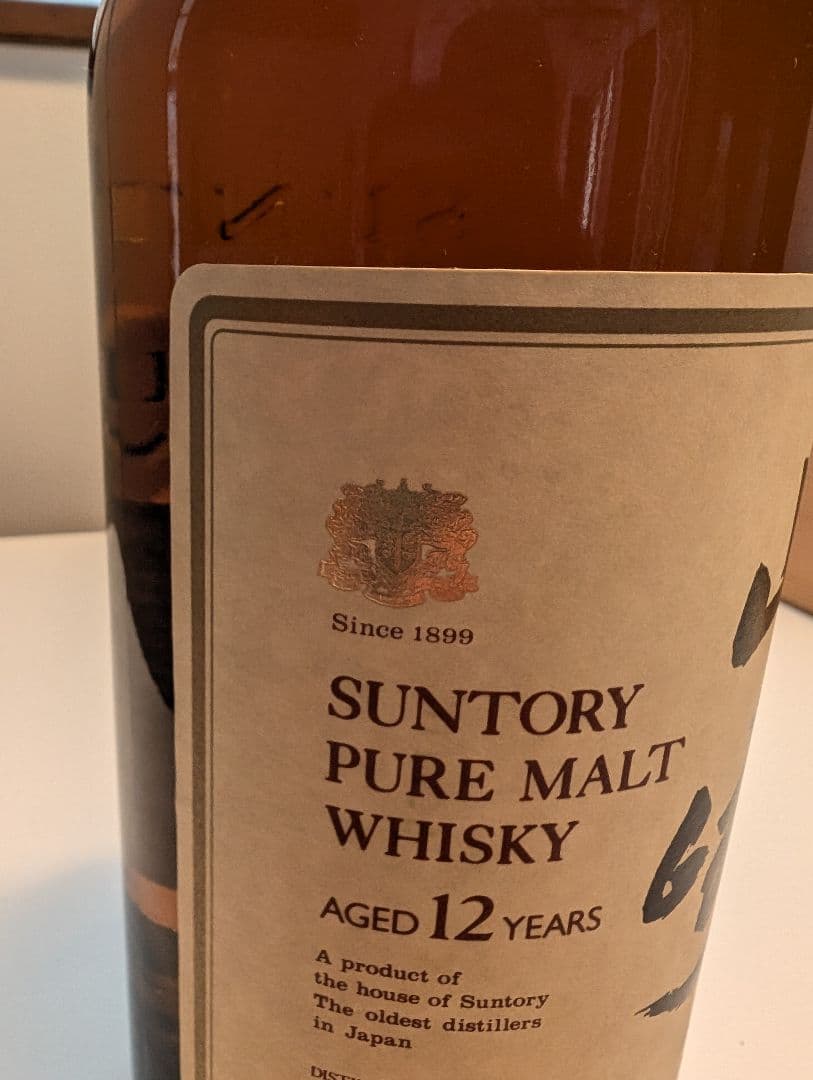 Since 1899
SUNTORY
PURE MALT
WHISKY
AGED 12 YEARS
A product of
the house of Suntory
The oldest distillers
in Japan